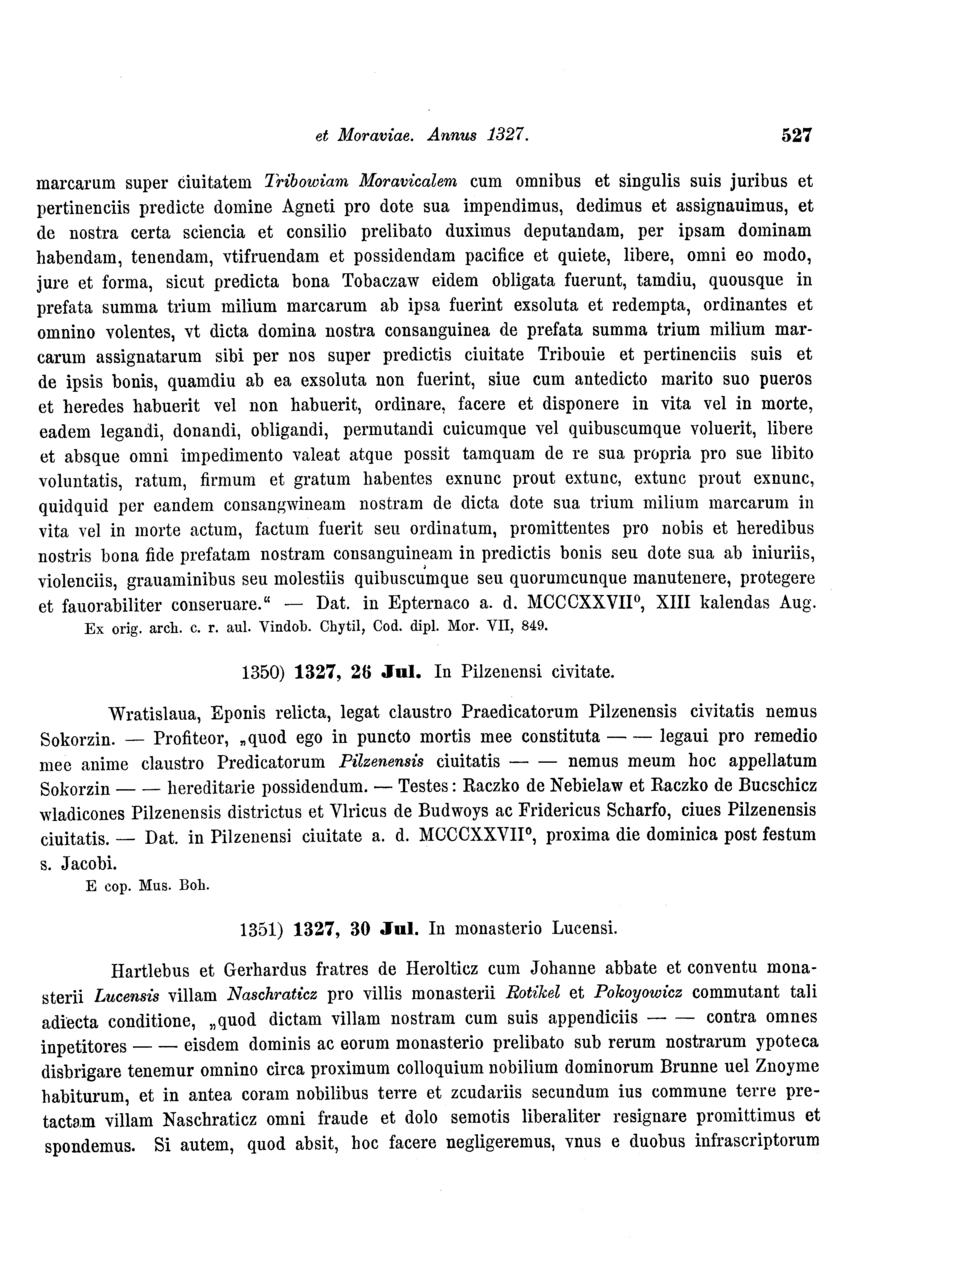 et Moraviae. Annus 1327. 527
marcarum super ciuitatem Tribowiam Moravicalem cum omnibus et singulis suis juribus et
pertinenciis predicte domine Agneti pro dote sua impendimus, dedimus et assignauimus, et
de nostra certa sciencia et consilio prelibato duximus deputandam, per ipsam dominam
habendam, tenendam, vtifruendam et possidendam pacifice et quiete, libere, omni eo modo,
jure et forma, sicut predicta bona Tobaczaw eidem obligata fuerunt, tamdiu, quousque in
prefata summa trium milium marcarum ab ipsa fuerint exsoluta et redempta, ordinantes et
omnino volentes, vt dicta domina nostra consanguinea de prefata summa trium milium mar-
carum assignatarum sibi per nos super predictis ciuitate Tribouie et pertinenciis suis et
de ipsis bonis, quamdiu ab ea exsoluta non fuerint, siue cum antedicto marito suo pueros
et heredes habuerit vel non habuerit, ordinare, facere et disponere in vita vel in morte,
eadem legandi, donandi, obligandi, permutandi cuicumque vel quibuscumque voluerit, libere
et absque omni impedimento valeat atque possit tamquam de re sua propria pro sue libito
voluntatis, ratum, firmum et gratum habentes exnunc prout extunc, extunc prout exnunc,
quidquid per eandem consangwineam nostram de dicta dote sua trium milium marcarum in
vita vel in morte actum, factum fuerit seu ordinatum, promittentes pro nobis et heredibus
nostris bona fide prefatam nostram consanguineam in predictis bonis seu dote sua ab iniuriis,
violenciis, grauaminibus seu molestiis quibuscumque seu quorumcunque manutenere, protegere
et fauorabiliter conseruare.“ — Dat. in Epternaco a. d. MCCCXXVII⁰, XIII kalendas Aug.
Ex orig. arch. c. r. aul. Vindob. Chytil, Cod. dipl. Mor. VII, 849.
1350) 1327, 26 Jul. In Pilzenensi civitate.
Wratislaua, Eponis relicta, legat claustro Praedicatorum Pilzenensis civitatis nemus
Sokorzin. — Profiteor, „quod ego in puncto mortis mee constituta — — legaui pro remedio
mee anime claustro Predicatorum Pilzenensis ciuitatis — — nemus meum hoc appellatum
Sokorzin — — hereditarie possidendum. — Testes: Raczko de Nebielaw et Raczko de Bucschicz
wladicones Pilzenensis districtus et Vlricus de Budwoys ac Fridericus Scharfo, ciues Pilzenensis
ciuitatis. — Dat. in Pilzenensi ciuitate a. d. MCCCXXVII⁰, proxima die dominica post festum
s. Jacobi.
E cop. Mus. Boh.
1351) 1327, 30 Jul. In monasterio Lucensi.
Hartlebus et Gerhardus fratres de Herolticz cum Johanne abbate et conventu mona-
sterii Lucensis villam Naschraticz pro villis monasterii Rotikel et Pokoyowicz commutant tali
adiecta conditione, „quod dictam villam nostram cum suis appendiciis — — contra omnes
inpetitores — — eisdem dominis ac eorum monasterio prelibato sub rerum nostrarum ypoteca
disbrigare tenemur omnino circa proximum colloquium nobilium dominorum Brunne uel Znoyme
habiturum, et in antea coram nobilibus terre et zcudariis secundum ius commune terre pre-
tactam villam Naschraticz omni fraude et dolo semotis liberaliter resignare promittimus et
spondemus. Si autem, quod absit, hoc facere negligeremus, vnus e duobus infrascriptorum